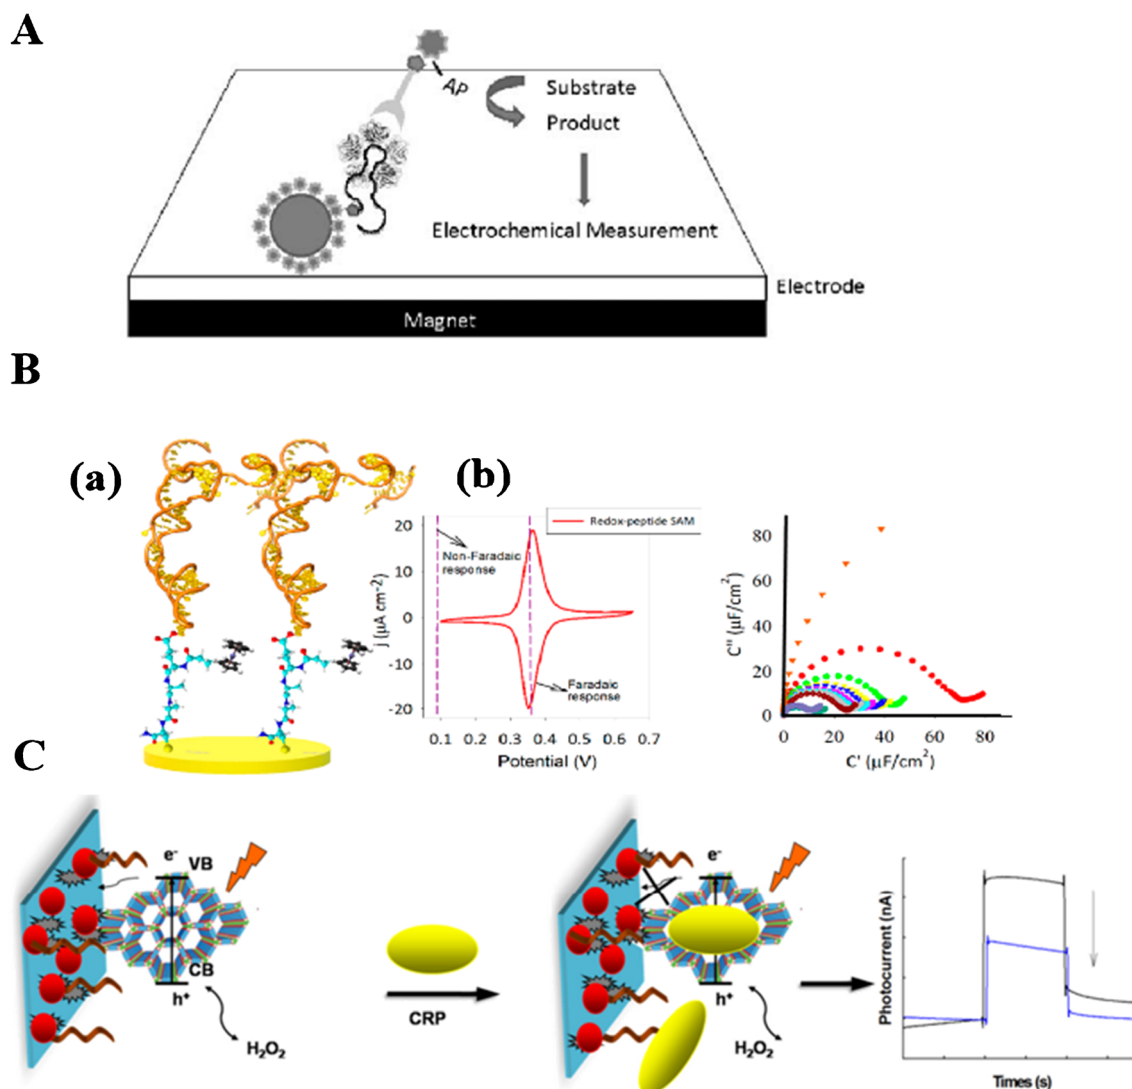 A
AP
Substrate
Product
Electrochemical Measurement
Electrode
Magnet
B
(a)
(b)
Redox-peptide SAM
Non-Faradaic
response
Faradaic
response
20
10
0
-10
-20
j (µA cm-2)
0.1 0.2 0.3 0.4 0.5 0.6 0.7
Potential (V)
80
60
40
20
0
C'' (µF/cm²)
0 20 40 60 80
C' (µF/cm²)
C
e-
VB
CB
h+
H2O2
CRP
e-
h+
H2O2
Photocurrrent (nA)
Times (s)